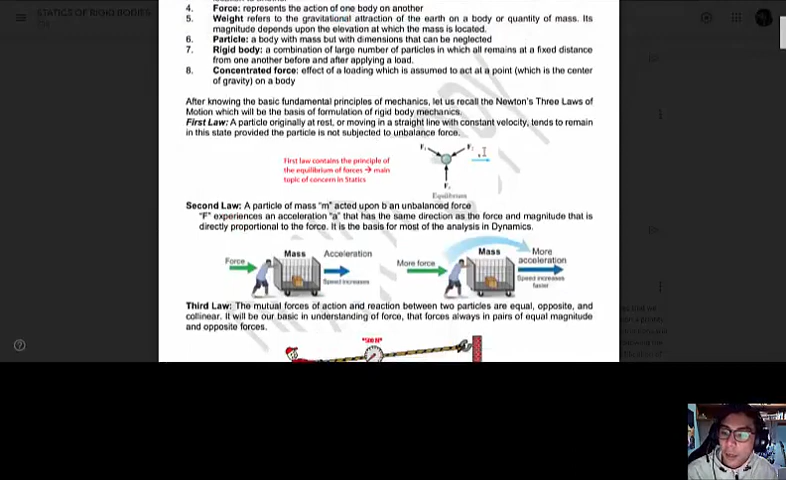 STATICS OF RIGID BODIES
4. Force: represents the action of one body on another
5. Weight refers to the gravitational attraction of the earth on a body or quantity of mass. Its
magnitude depends upon the elevation at which the mass is located.
6. Particle: a body with mass but with dimensions that can be neglected
7. Rigid body: a combination of large number of particles in which all remains at a fixed distance
from one another before and after applying a load.
8. Concentrated force: effect of a loading which is assumed to act at a point (which is the center
of gravity) on a body
After knowing the basic fundamental principles of mechanics, let us recall the Newton's Three Laws of
Motion which will be the basis of formulation of rigid body mechanics.
First Law: A particle originally at rest, or moving in a straight line with constant velocity, tends to remain
in this state provided the particle is not subjected to unbalance force.
First law contains the principle of
the equilibrium of forces → main
topic of concern in Statics
Equilibrium
Second Law: A particle of mass "m" acted upon b an unbalanced force
"F" experiences an acceleration "a" that has the same direction as the force and magnitude that is
directly proportional to the force. It is the basis for most of the analysis in Dynamics.
Force Mass Acceleration
Speed increases
More force Mass More
acceleration
Speed increases
faster
Third Law: The mutual forces of action and reaction between two particles are equal, opposite, and
collinear. It will be our basic in understanding of force, that forces always in pairs of equal magnitude
and opposite forces.
"500 N"